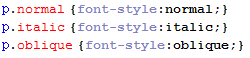 p.normal {font-style:normal;}
p.italic {font-style:italic;}
p.oblique {font-style:oblique;}